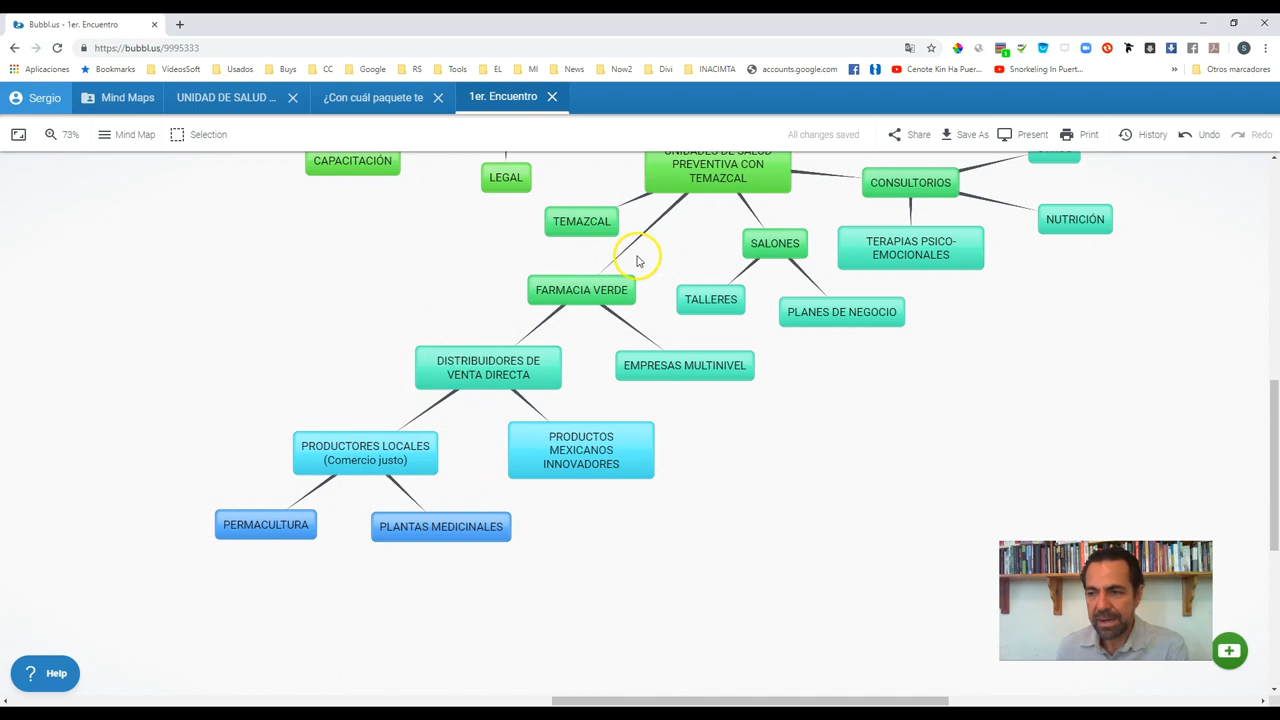 Bubbl.us - 1er. Encuentro
https://bubbl.us/9995333
Aplicaciones Bookmarks VideosSoft Usados Buys CC Google RS Tools EL MI News Now2 Divi INACIMTA accounts.google.com Cenote Kin Ha Puer... Snorkeling In Puert... » Otros marcadores
Sergio Mind Maps UNIDAD DE SALUD ... ¿Con cuál paquete te 1er. Encuentro
73% Mind Map Selection All changes saved Share Save As Present Print History Undo Redo
CAPACITACIÓN
LEGAL
UNIDADES DE SALUD
PREVENTIVA CON
TEMAZCAL
CONSULTORIOS
NUTRICIÓN
TEMAZCAL
SALONES
TERAPIAS PSICO-
EMOCIONALES
FARMACIA VERDE
TALLERES
PLANES DE NEGOCIO
DISTRIBUIDORES DE
VENTA DIRECTA
EMPRESAS MULTINIVEL
PRODUCTORES LOCALES
(Comercio justo)
PRODUCTOS
MEXICANOS
INNOVADORES
PERMACULTURA
PLANTAS MEDICINALES
? Help